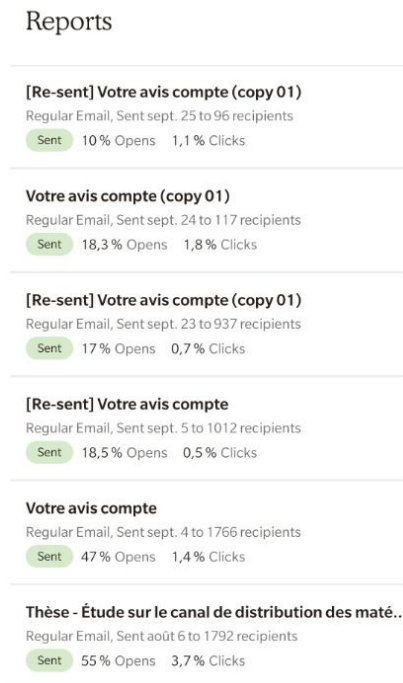 Reports
[Re-sent] Votre avis compte (copy 01)
Regular Email, Sent sept. 25 to 96 recipients
Sent 10 % Opens 1,1 % Clicks
Votre avis compte (copy 01)
Regular Email, Sent sept. 24 to 117 recipients
Sent 18,3 % Opens 1,8 % Clicks
[Re-sent] Votre avis compte (copy 01)
Regular Email, Sent sept. 23 to 937 recipients
Sent 17 % Opens 0,7 % Clicks
[Re-sent] Votre avis compte
Regular Email, Sent sept. 5 to 1012 recipients
Sent 18,5 % Opens 0,5 % Clicks
Votre avis compte
Regular Email, Sent sept. 4 to 1766 recipients
Sent 47 % Opens 1,4 % Clicks
Thèse - Étude sur le canal de distribution des maté..
Regular Email, Sent août 6 to 1792 recipients
Sent 55 % Opens 3,7 % Clicks